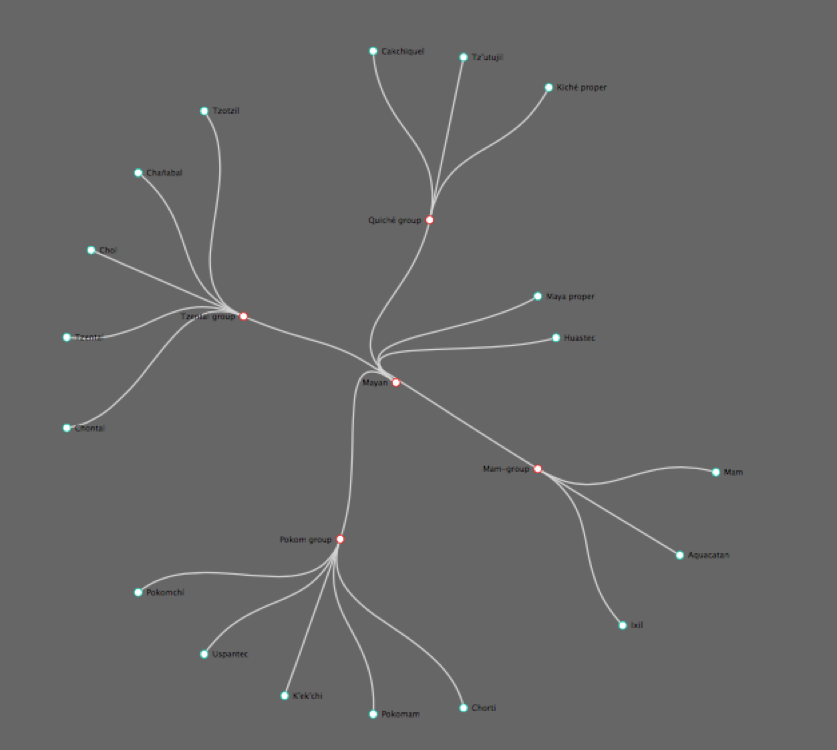 Caxchiquel
Tz'utujil
Kiché proper
Tzotzil
Chañabal
Quiché group
Chol
Maya proper
Tzental group
Tzental
Huastec
Mayan
Chontal
Mam-group
Mam
Pokom group
Aquacatan
Pokomchí
Ixil
Uspantec
K'ek'chi
Chorti
Pokomam